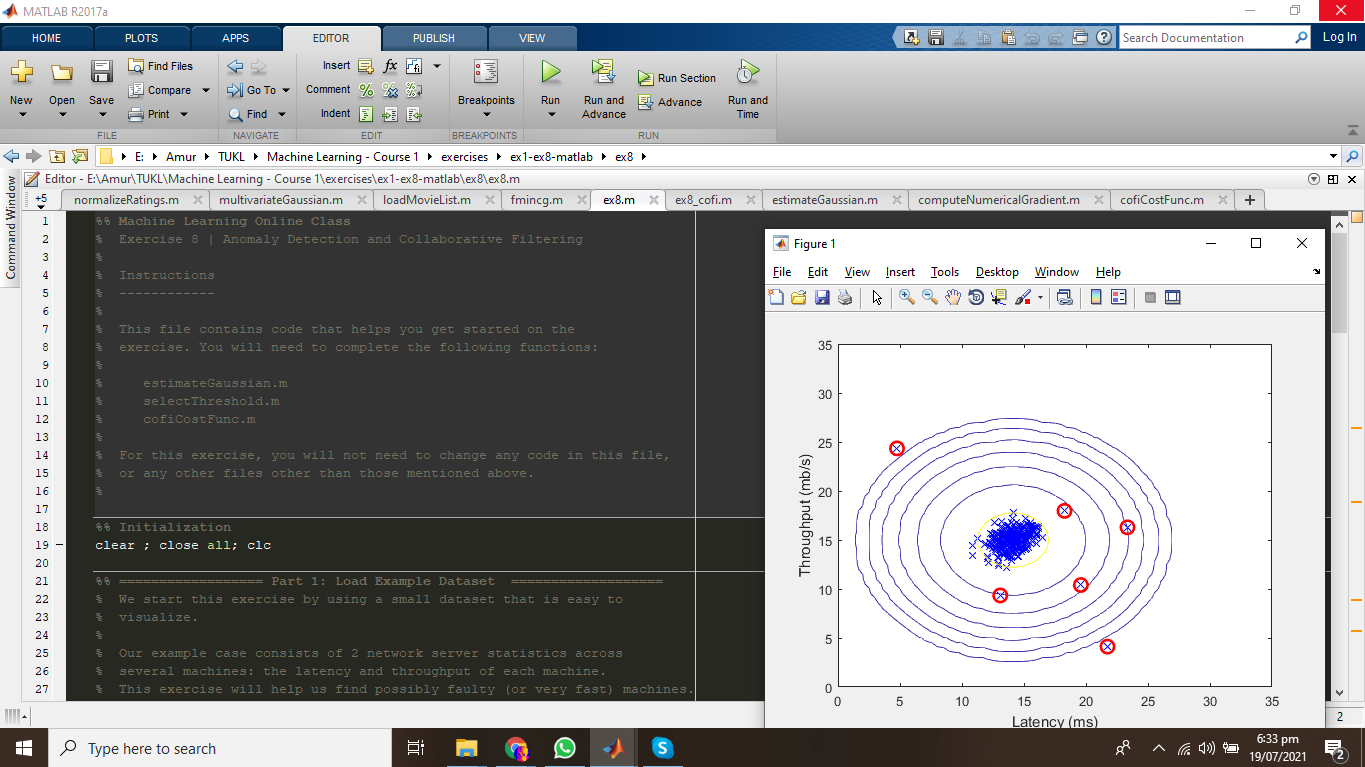 MATLAB R2017a
HOME PLOTS APPS EDITOR PUBLISH VIEW Search Documentation Log In
Find Files Insert fx
New Open Save Compare Go To Comment Breakpoints Run Run and Advance Run Section Advance Run and Time
Print Find Indent
FILE NAVIGATE EDIT BREAKPOINTS RUN
E: Amur TUKL Machine Learning - Course 1 exercises ex1-ex8-matlab ex8
Editor - E:\Amur\TUKL\Machine Learning - Course 1\exercises\ex1-ex8-matlab\ex8\ex8.m
+5 normalizeRatings.m multivariateGaussian.m loadMovieList.m fmincg.m ex8.m ex8_cofi.m estimateGaussian.m computeNumericalGradient.m cofiCostFunc.m
Command Window
1 %% Machine Learning Online Class
2 % Exercise 8 | Anomaly Detection and Collaborative Filtering
3 %
4 % Instructions
5 % ------------
6 %
7 % This file contains code that helps you get started on the
8 % exercise. You will need to complete the following functions:
9 %
10 % estimateGaussian.m
11 % selectThreshold.m
12 % cofiCostFunc.m
13 %
14 % For this exercise, you will not need to change any code in this file,
15 % or any other files other than those mentioned above.
16 %
17
18 %% Initialization
19 clear ; close all; clc
20
21 %% ================== Part 1: Load Example Dataset ===================
22 % We start this exercise by using a small dataset that is easy to
23 % visualize.
24 %
25 % Our example case consists of 2 network server statistics across
26 % several machines: the latency and throughput of each machine.
27 % This exercise will help us find possibly faulty (or very fast) machines.
Figure 1
File Edit View Insert Tools Desktop Window Help
35
30
25
20
15
10
5
0
Throughput (mb/s)
0 5 10 15 20 25 30 35
Latency (ms)
2
Type here to search
6:33 pm
19/07/2021
2